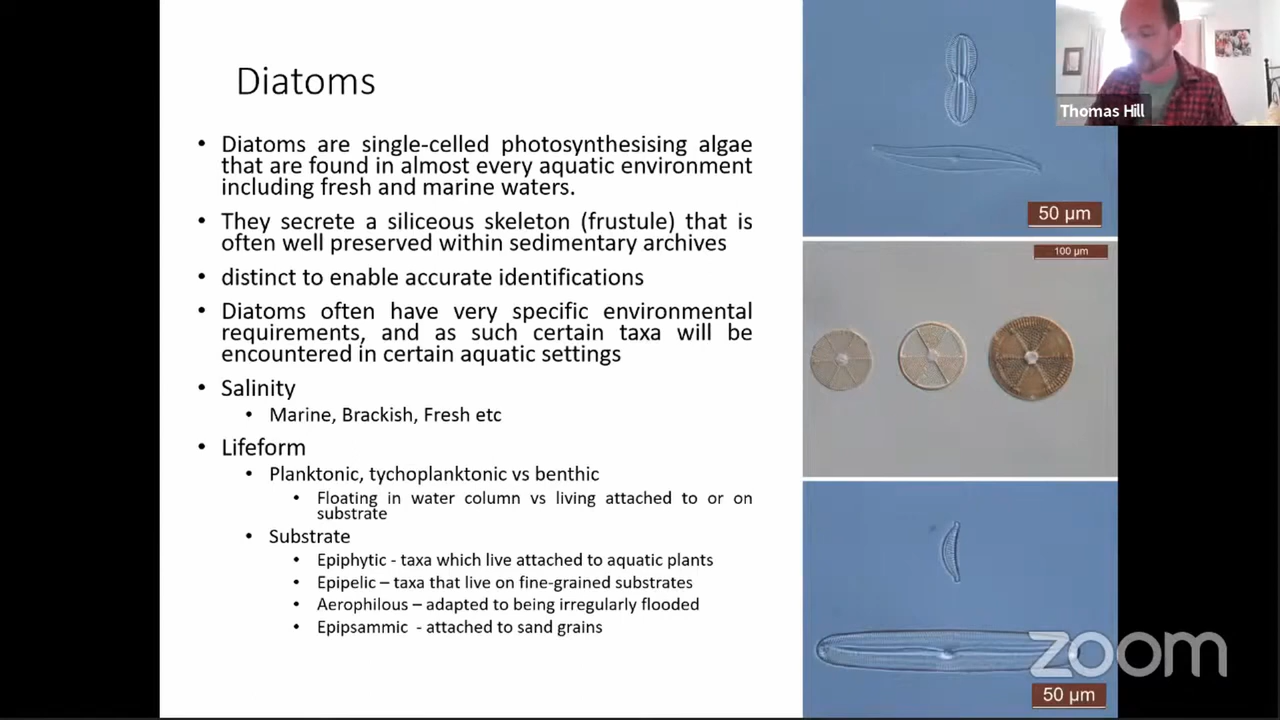 Diatoms
• Diatoms are single-celled photosynthesising algae
that are found in almost every aquatic environment
including fresh and marine waters.
• They secrete a siliceous skeleton (frustule) that is
often well preserved within sedimentary archives
• distinct to enable accurate identifications
• Diatoms often have very specific environmental
requirements, and as such certain taxa will be
encountered in certain aquatic settings
• Salinity
• Marine, Brackish, Fresh etc
• Lifeform
• Planktonic, tychoplanktonic vs benthic
• Floating in water column vs living attached to or on
substrate
• Substrate
• Epiphytic - taxa which live attached to aquatic plants
• Epipelic – taxa that live on fine-grained substrates
• Aerophilous – adapted to being irregularly flooded
• Epipsammic - attached to sand grains
Thomas Hill
50 µm
100 µm
zoom
50 µm